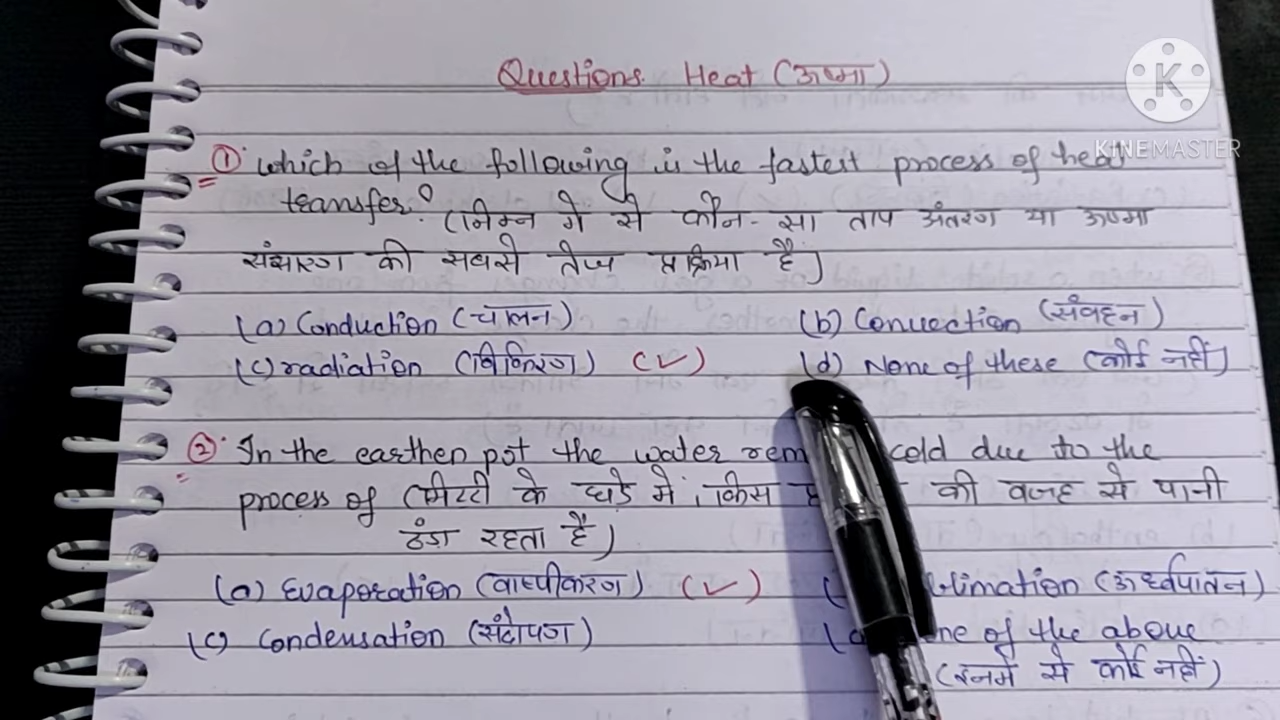 Questions. Heat (ऊष्मा)
K
KINEMASTER
① Which of the following is the fastest process of heat
transfer? (निम्न में से कौन-सा ताप अंतरण या ऊष्मा
संचारण की सबसे तेज प्रक्रिया है)
(a) Conduction (चालन) (b) Convection (संवहन)
(c) radiation (विकिरण) (✓) (d) None of these (कोई नहीं)
② In the earthen pot the water rem cold due to the
process of (मिट्टी के घड़े में, किस की वजह से पानी
ठंडा रहता है)
(a) Evaporation (वाष्पीकरण) (✓) limation (ऊर्ध्वपातन)
(c) Condensation (संदोपज) ne of the above
(इनमे से कोई नहीं)